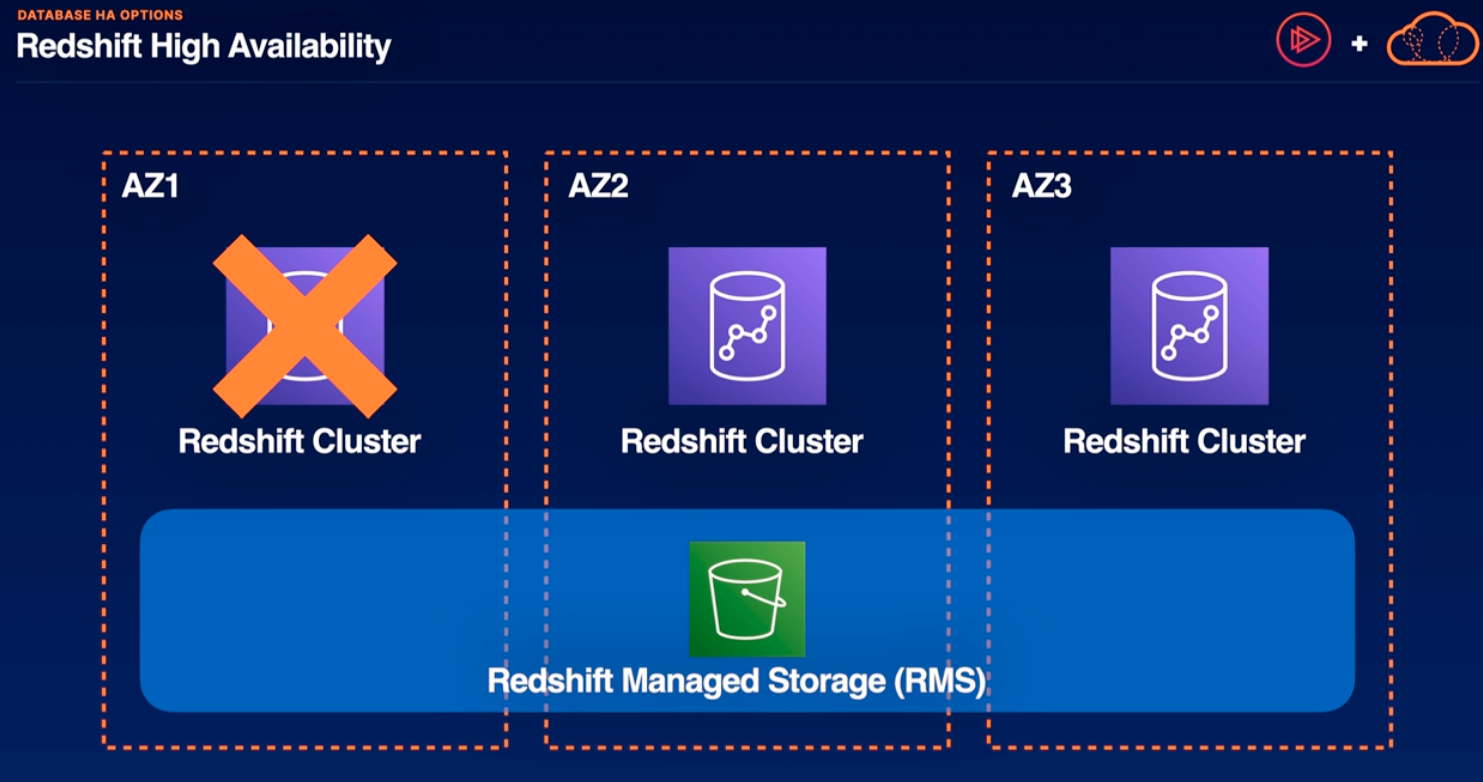 DATABASE HA OPTIONS
Redshift High Availability
AZ1
AZ2
AZ3
Redshift Cluster
Redshift Cluster
Redshift Cluster
Redshift Managed Storage (RMS)